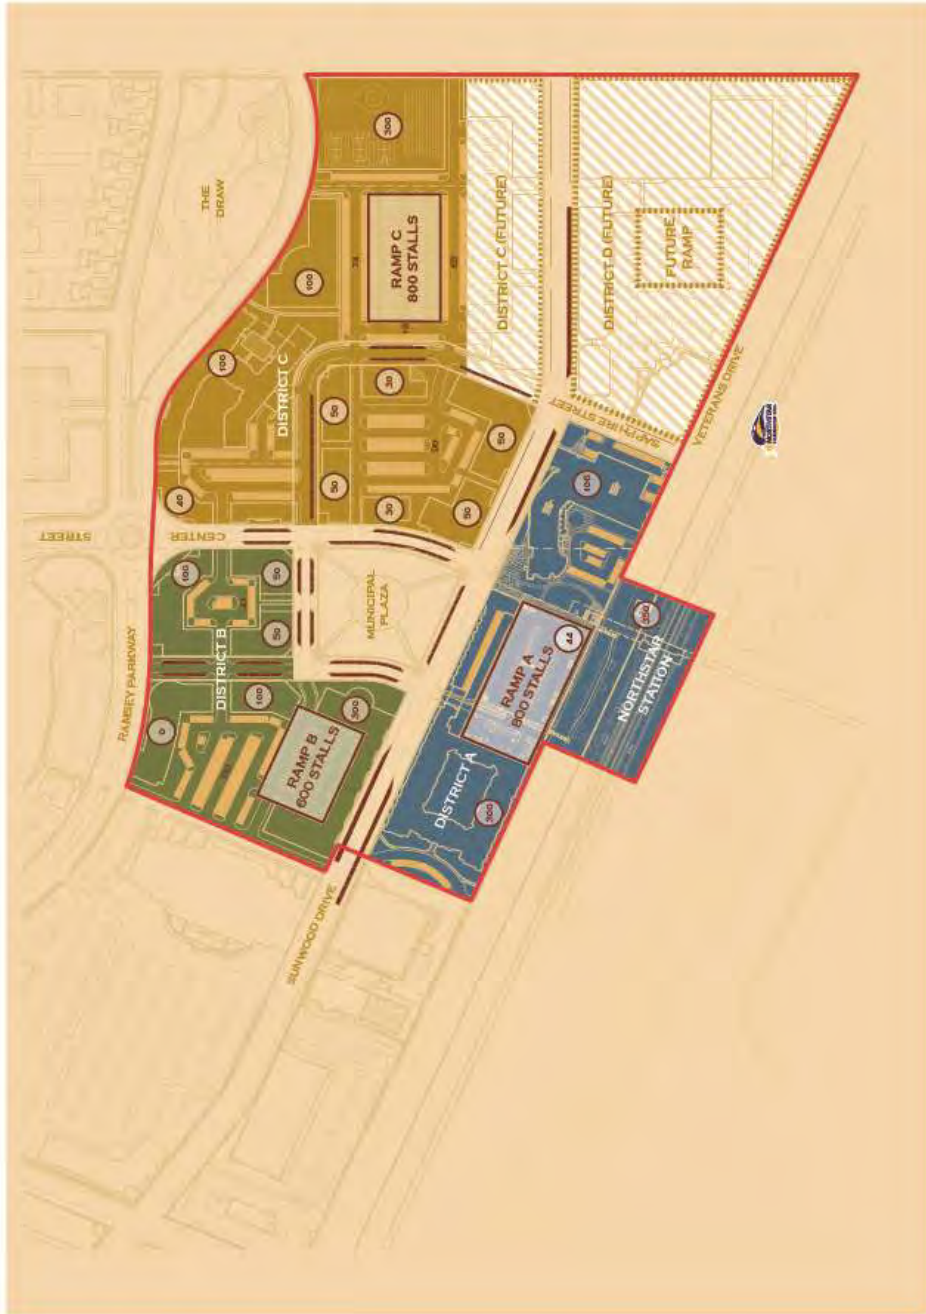 RAMSEY PARKWAY
CENTER
STREET
THE
DRAW
0
100
100
50
50
DISTRICT B
RAMP B
600 STALLS
300
MUNICIPAL
PLAZA
SUNWOOD DRIVE
40
100
100
300
DISTRICT C
50
50
30
30
50
50
RAMP C
800 STALLS
DISTRICT C (FUTURE)
DISTRICT D (FUTURE)
FUTURE
RAMP
SAPPHIRE STREET
VETERANS DRIVE
DISTRICT A
300
RAMP A
800 STALLS
44
100
350
NORTHSTAR
STATION